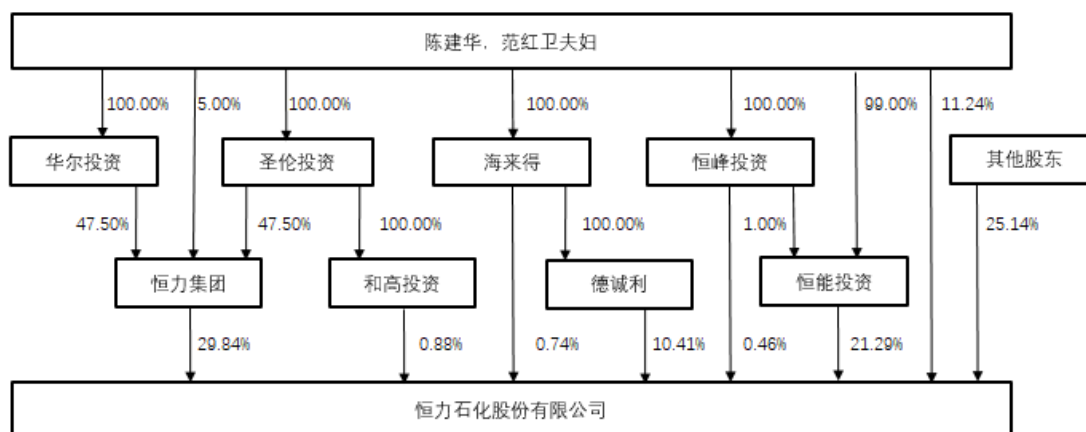 陈建华，范红卫夫妇
100.00%
5.00%
100.00%
100.00%
100.00%
99.00%
11.24%
华尔投资
圣伦投资
海来得
恒峰投资
其他股东
47.50%
47.50%
100.00%
100.00%
1.00%
25.14%
恒力集团
和高投资
德诚利
恒能投资
29.84%
0.88%
0.74%
10.41%
0.46%
21.29%
恒力石化股份有限公司